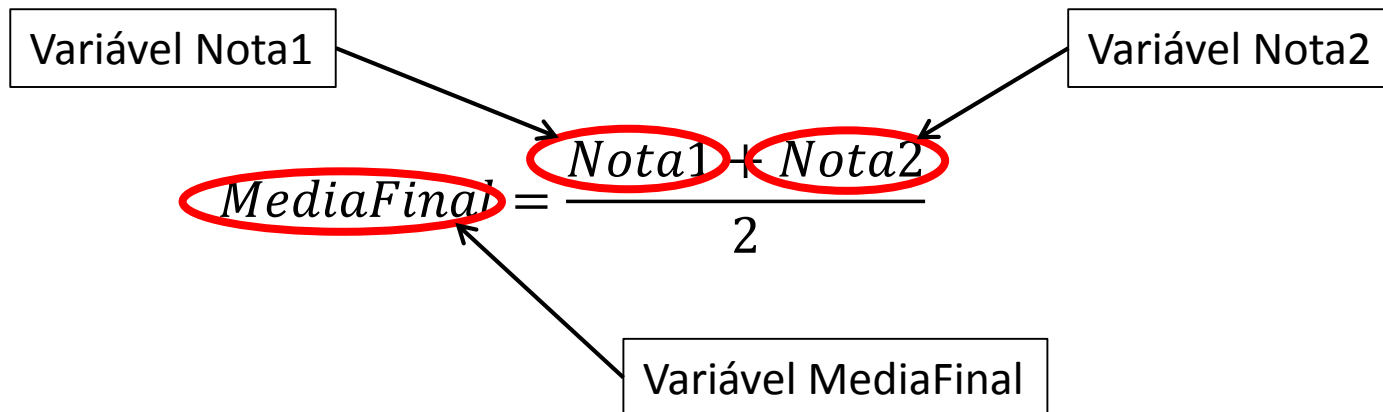 Variável Nota1
Variável Nota2
Nota1 + Nota2
MediaFinal =
2
Variável MediaFinal